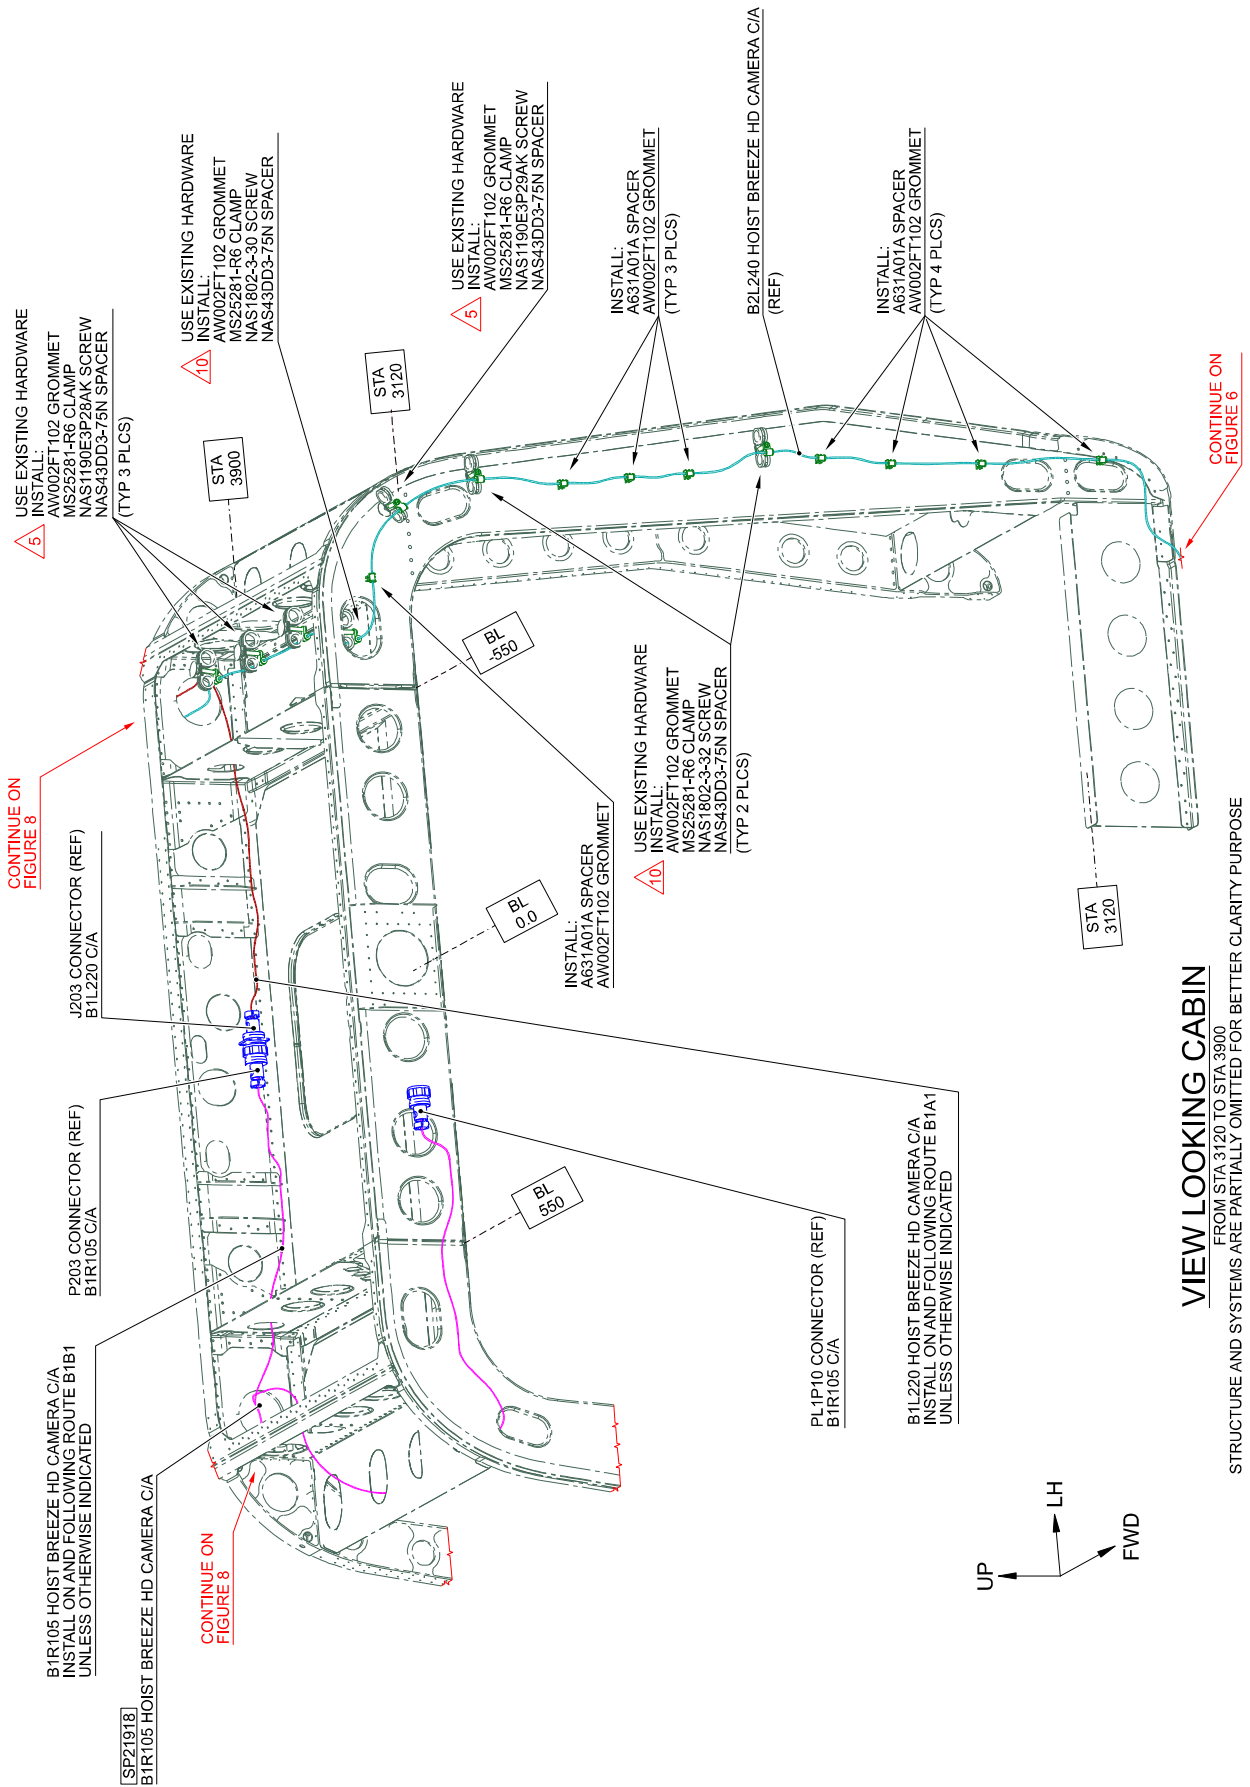 SP21918
B1R105 HOIST BREEZE HD CAMERA C/A
B1R105 HOIST BREEZE HD CAMERA C/A
INSTALL ON AND FOLLOWING ROUTE B1B1
UNLESS OTHERWISE INDICATED
P203 CONNECTOR (REF)
B1R105 C/A
J203 CONNECTOR (REF)
B1L220 C/A
CONTINUE ON
FIGURE 8
5
USE EXISTING HARDWARE
INSTALL:
AW002FT102 GROMMET
MS25281-R6 CLAMP
NAS1190E3P28AK SCREW
NAS43DD3-75N SPACER
(TYP 3 PLCS)
10
USE EXISTING HARDWARE
INSTALL:
AW002FT102 GROMMET
MS25281-R6 CLAMP
NAS1802-3-30 SCREW
NAS43DD3-75N SPACER
STA
3900
STA
3120
5
USE EXISTING HARDWARE
INSTALL:
AW002FT102 GROMMET
MS25281-R6 CLAMP
NAS1190E3P29AK SCREW
NAS43DD3-75N SPACER
INSTALL:
A631A01A SPACER
AW002FT102 GROMMET
(TYP 3 PLCS)
B2L240 HOIST BREEZE HD CAMERA C/A
(REF)
INSTALL:
A631A01A SPACER
AW002FT102 GROMMET
(TYP 4 PLCS)
CONTINUE ON
FIGURE 6
CONTINUE ON
FIGURE 8
BL
550
BL
0.0
BL
-550
INSTALL:
A631A01A SPACER
AW002FT102 GROMMET
10
USE EXISTING HARDWARE
INSTALL:
AW002FT102 GROMMET
MS25281-R6 CLAMP
NAS1802-3-32 SCREW
NAS43DD3-75N SPACER
(TYP 2 PLCS)
PL1P10 CONNECTOR (REF)
B1R105 C/A
B1L220 HOIST BREEZE HD CAMERA C/A
INSTALL ON AND FOLLOWING ROUTE B1A1
UNLESS OTHERWISE INDICATED
STA
3120
UP
LH
FWD
VIEW LOOKING CABIN
FROM STA 3120 TO STA 3900
STRUCTURE AND SYSTEMS ARE PARTIALLY OMITTED FOR BETTER CLARITY PURPOSE